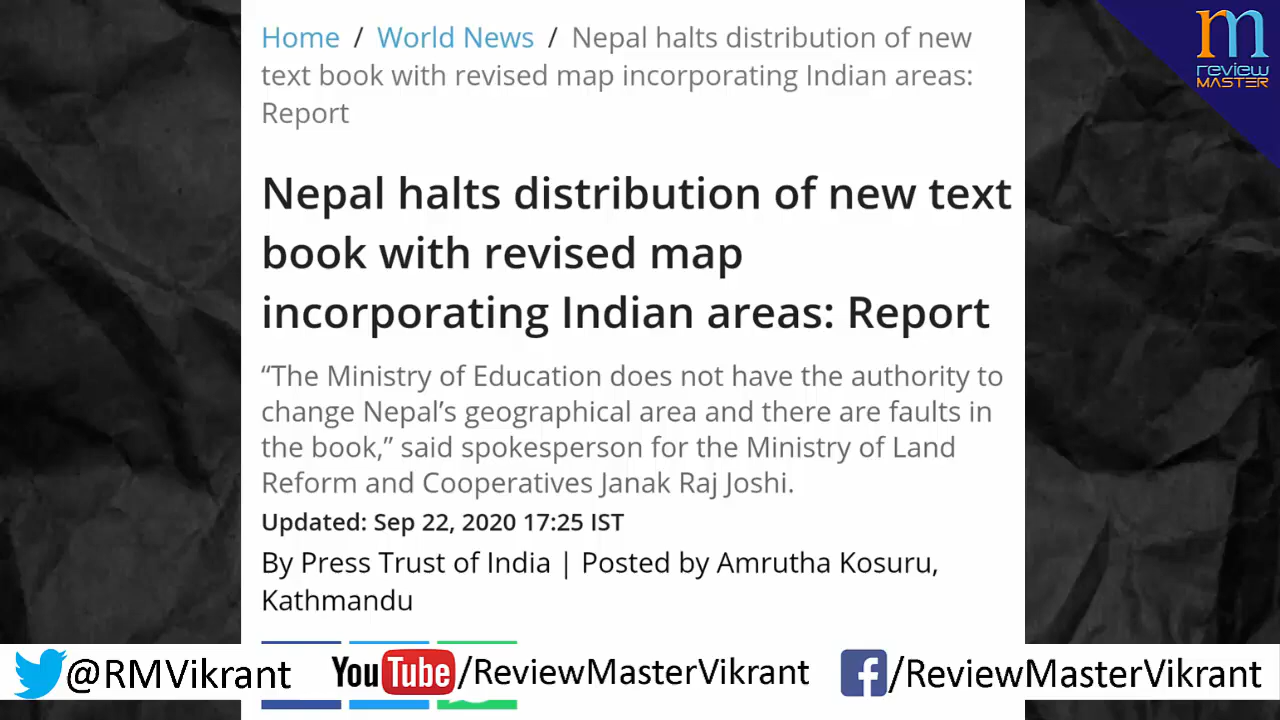 Home / World News / Nepal halts distribution of new
text book with revised map incorporating Indian areas:
Report
m
review
MASTER
Nepal halts distribution of new text
book with revised map
incorporating Indian areas: Report
“The Ministry of Education does not have the authority to
change Nepal’s geographical area and there are faults in
the book,” said spokesperson for the Ministry of Land
Reform and Cooperatives Janak Raj Joshi.
Updated: Sep 22, 2020 17:25 IST
By Press Trust of India | Posted by Amrutha Kosuru,
Kathmandu
@RMVikrant YouTube/ReviewMasterVikrant f/ReviewMasterVikrant